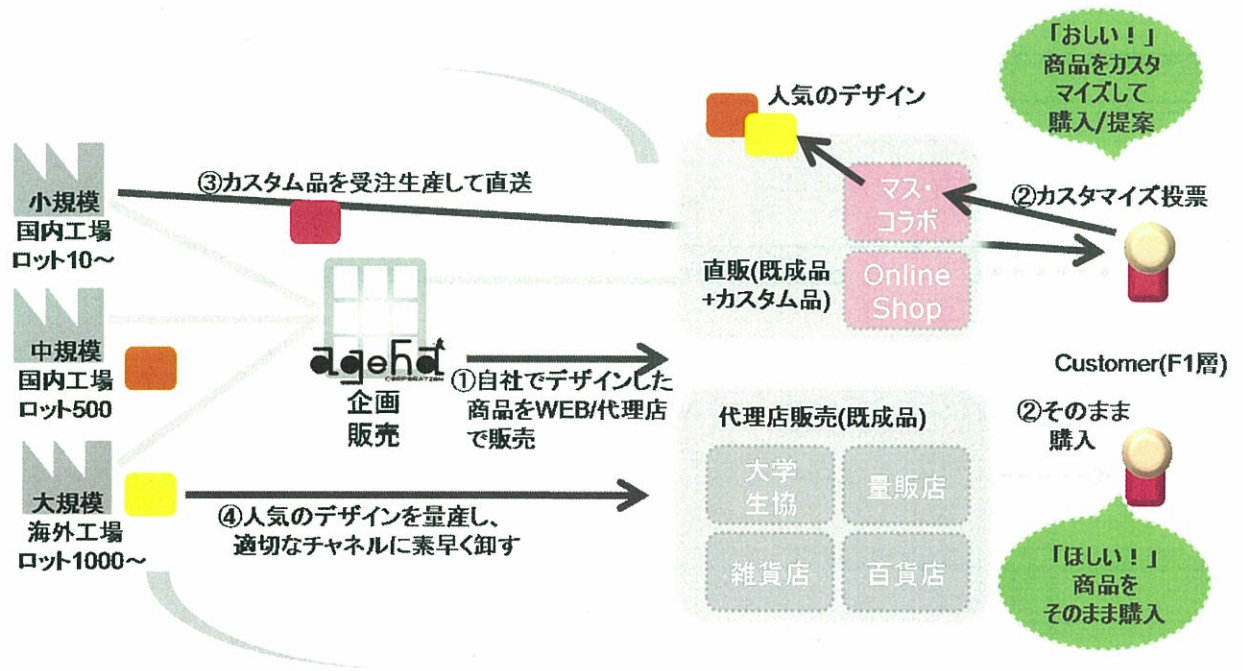 「おしい！」
商品をカスタ
マイズして
購入/提案
人気のデザイン
③カスタム品を受注生産して直送
マス・
コラボ
②カスタマイズ投票
小規模
国内工場
ロット10～
直販(既成品
+カスタム品)
Online
Shop
中規模
国内工場
ロット500
ageha
CORPORATION
企画
販売
①自社でデザインした
商品をWEB/代理店
で販売
Customer(F1層)
代理店販売(既成品)
②そのまま
購入
大学
生協
量販店
雑貨店
百貨店
大規模
海外工場
ロット1000～
④人気のデザインを量産し、
適切なチャネルに素早く卸す
「ほしい！」
商品を
そのまま購入